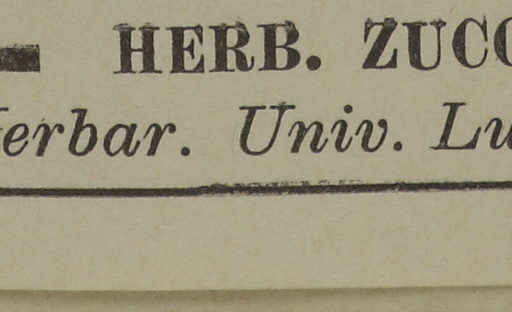 HERB. ZUCC
erbar. Univ. Lu